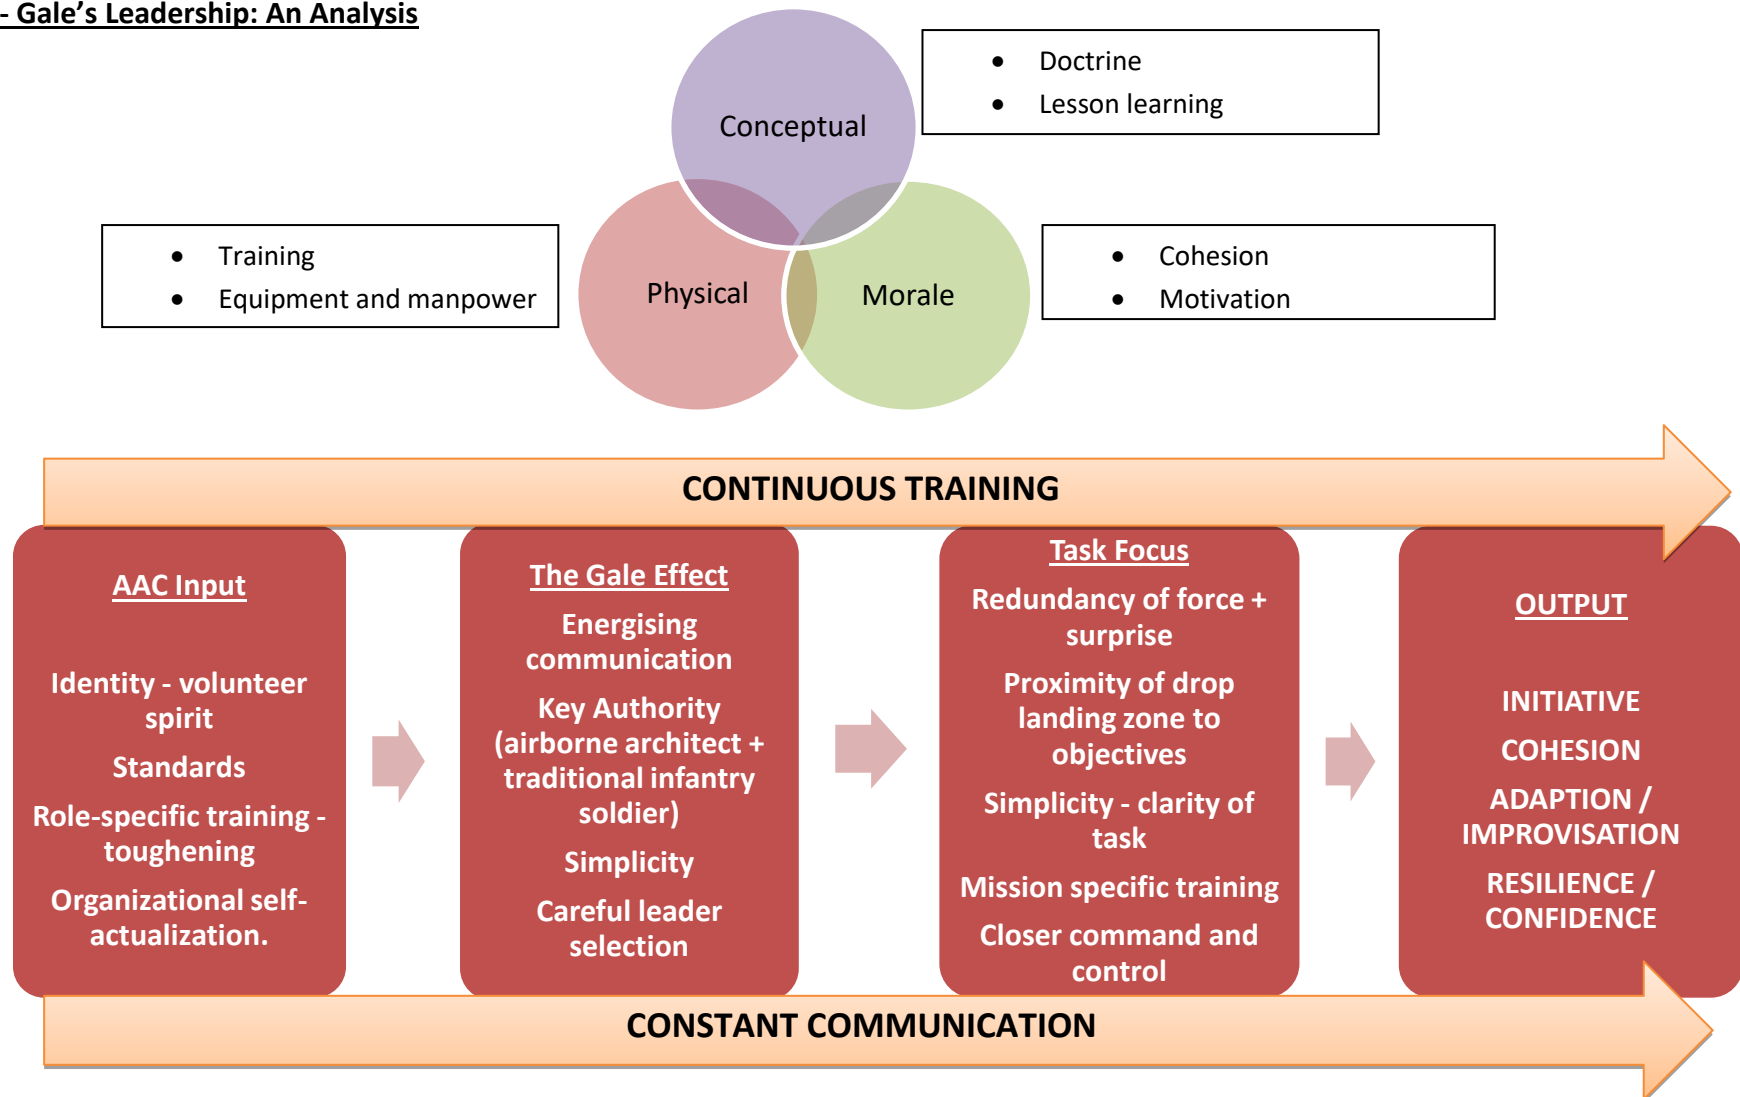 - Gale's Leadership: An Analysis
Conceptual
• Doctrine
• Lesson learning
• Training
• Equipment and manpower
Physical
Morale
• Cohesion
• Motivation
CONTINUOUS TRAINING
AAC Input
Identity - volunteer
spirit
Standards
Role-specific training -
toughening
Organizational self-
actualization.
The Gale Effect
Energising
communication
Key Authority
(airborne architect +
traditional infantry
soldier)
Simplicity
Careful leader
selection
Task Focus
Redundancy of force +
surprise
Proximity of drop
landing zone to
objectives
Simplicity - clarity of
task
Mission specific training
Closer command and
control
OUTPUT
INITIATIVE
COHESION
ADAPTION /
IMPROVISATION
RESILIENCE /
CONFIDENCE
CONSTANT COMMUNICATION